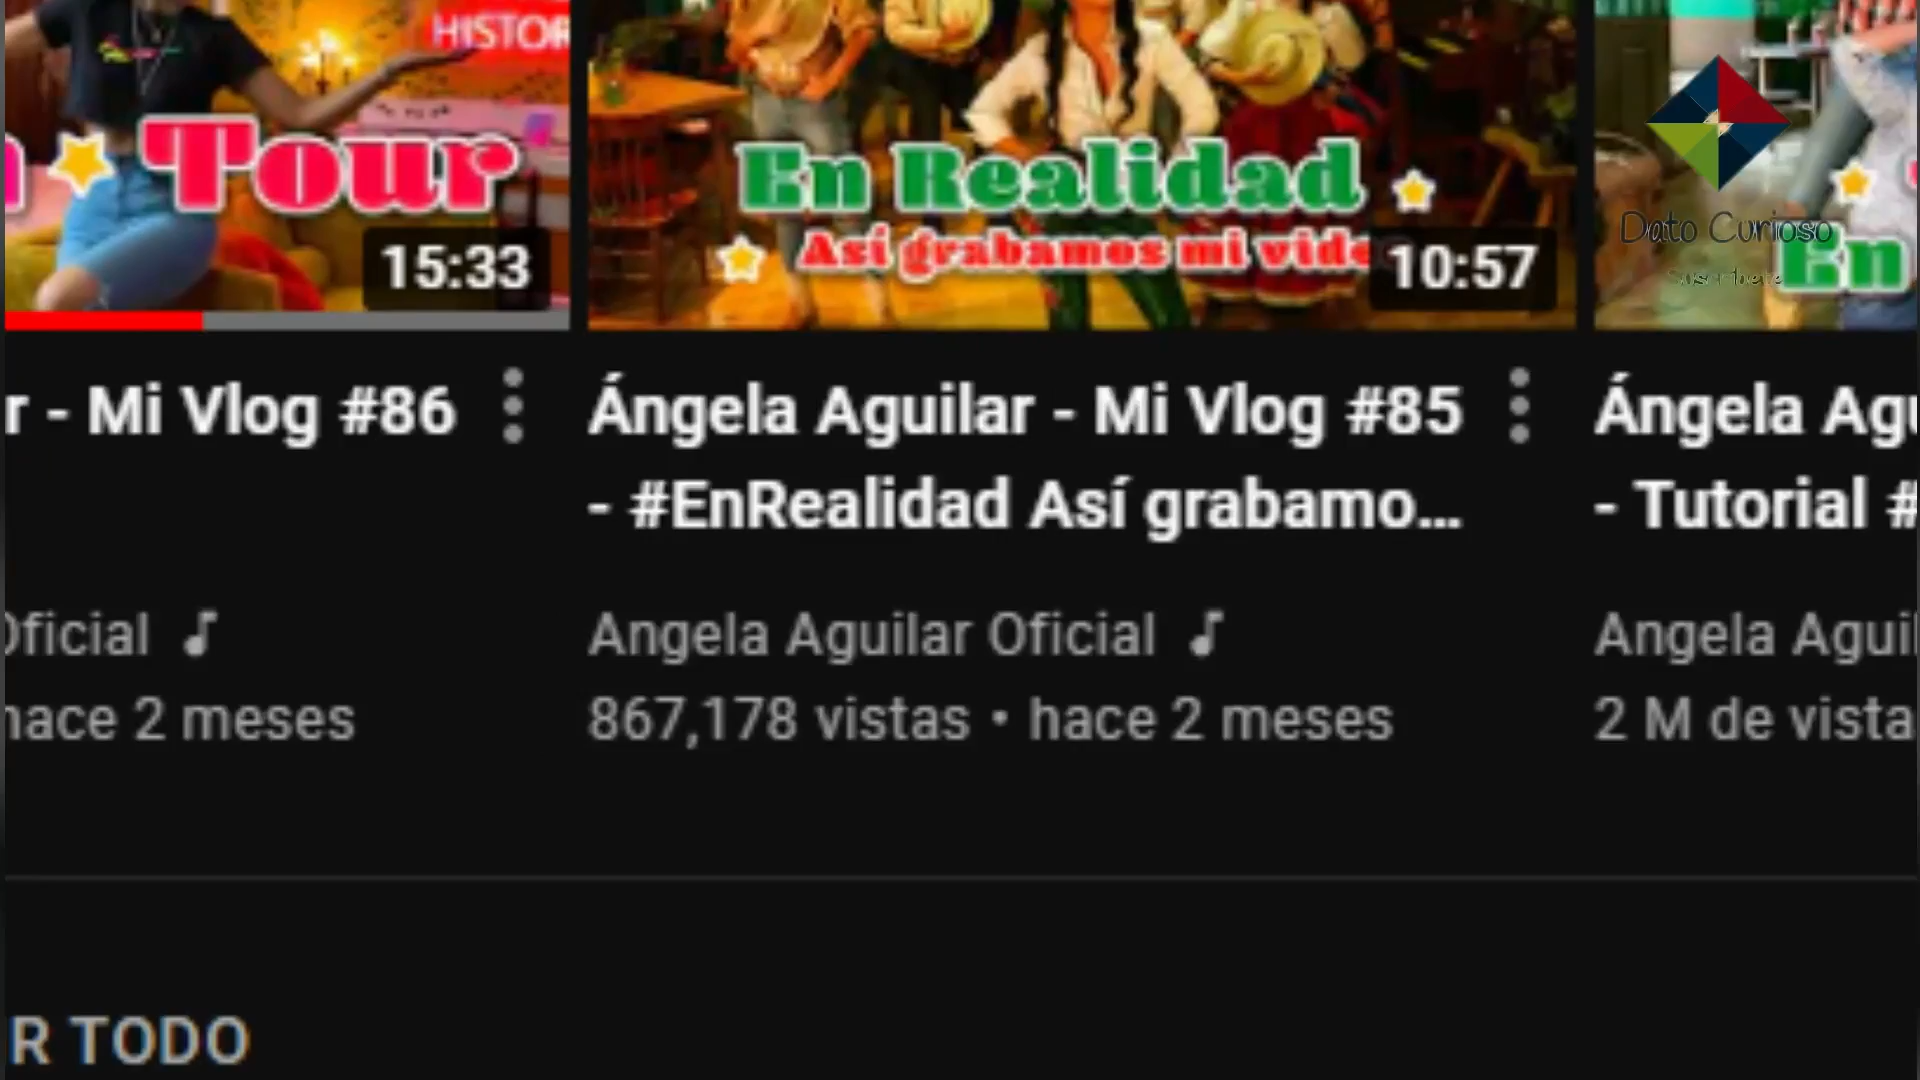 HISTOR
Tour
15:33
r - Mi Vlog #86
Oficial
hace 2 meses
En Realidad
Así grabamos mi vide
10:57
Ángela Aguilar - Mi Vlog #85
- #EnRealidad Así grabamo...
Angela Aguilar Oficial
867,178 vistas • hace 2 meses
Dato Curioso
Suscríbete
En
Ángela Agu
- Tutorial #
Angela Aguil
2 M de vista
R TODO